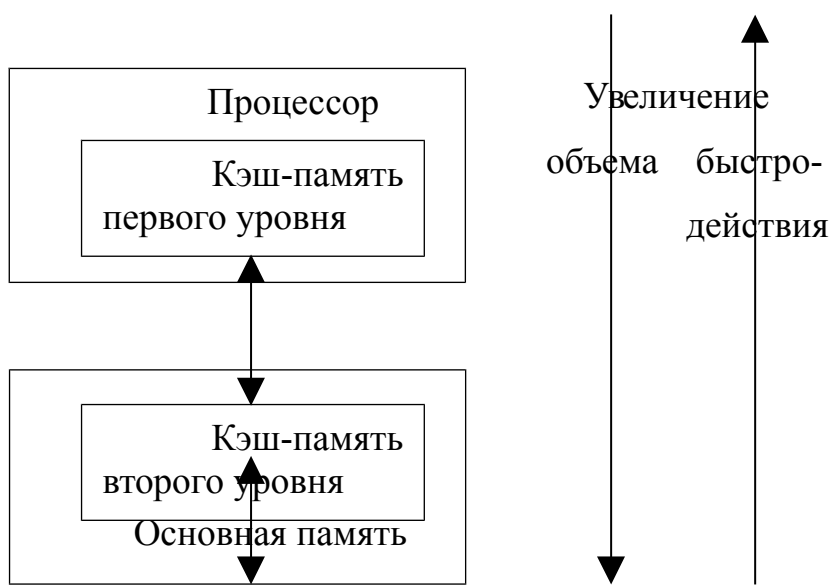 Процессор
Кэш-память
первого уровня
Кэш-память
второго уровня
Основная память
Увеличение
объема быстро-
действия